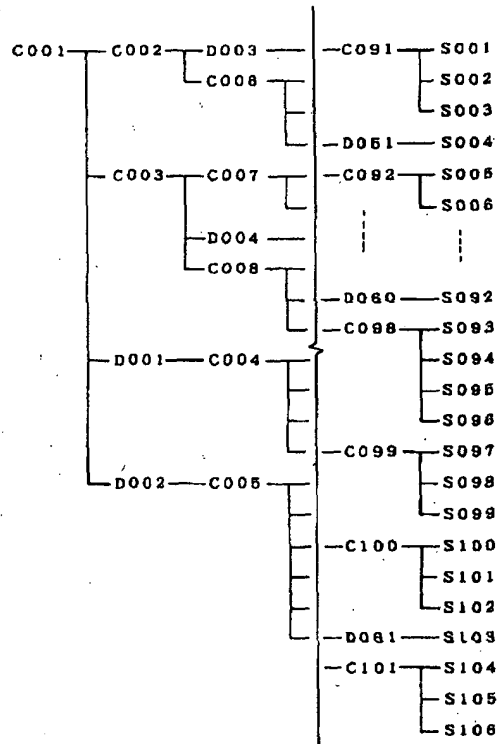 C001 C002 D003 C091 S001
C006 S002
S003
D051 S004
C003 C007 C092 S005
S006
D004
C008
D060 S092
C098 S093
D001 C004 S094
S095
S096
C099 S097
D002 C005 S098
S099
C100 S100
S101
S102
D061 S103
C101 S104
S105
S106